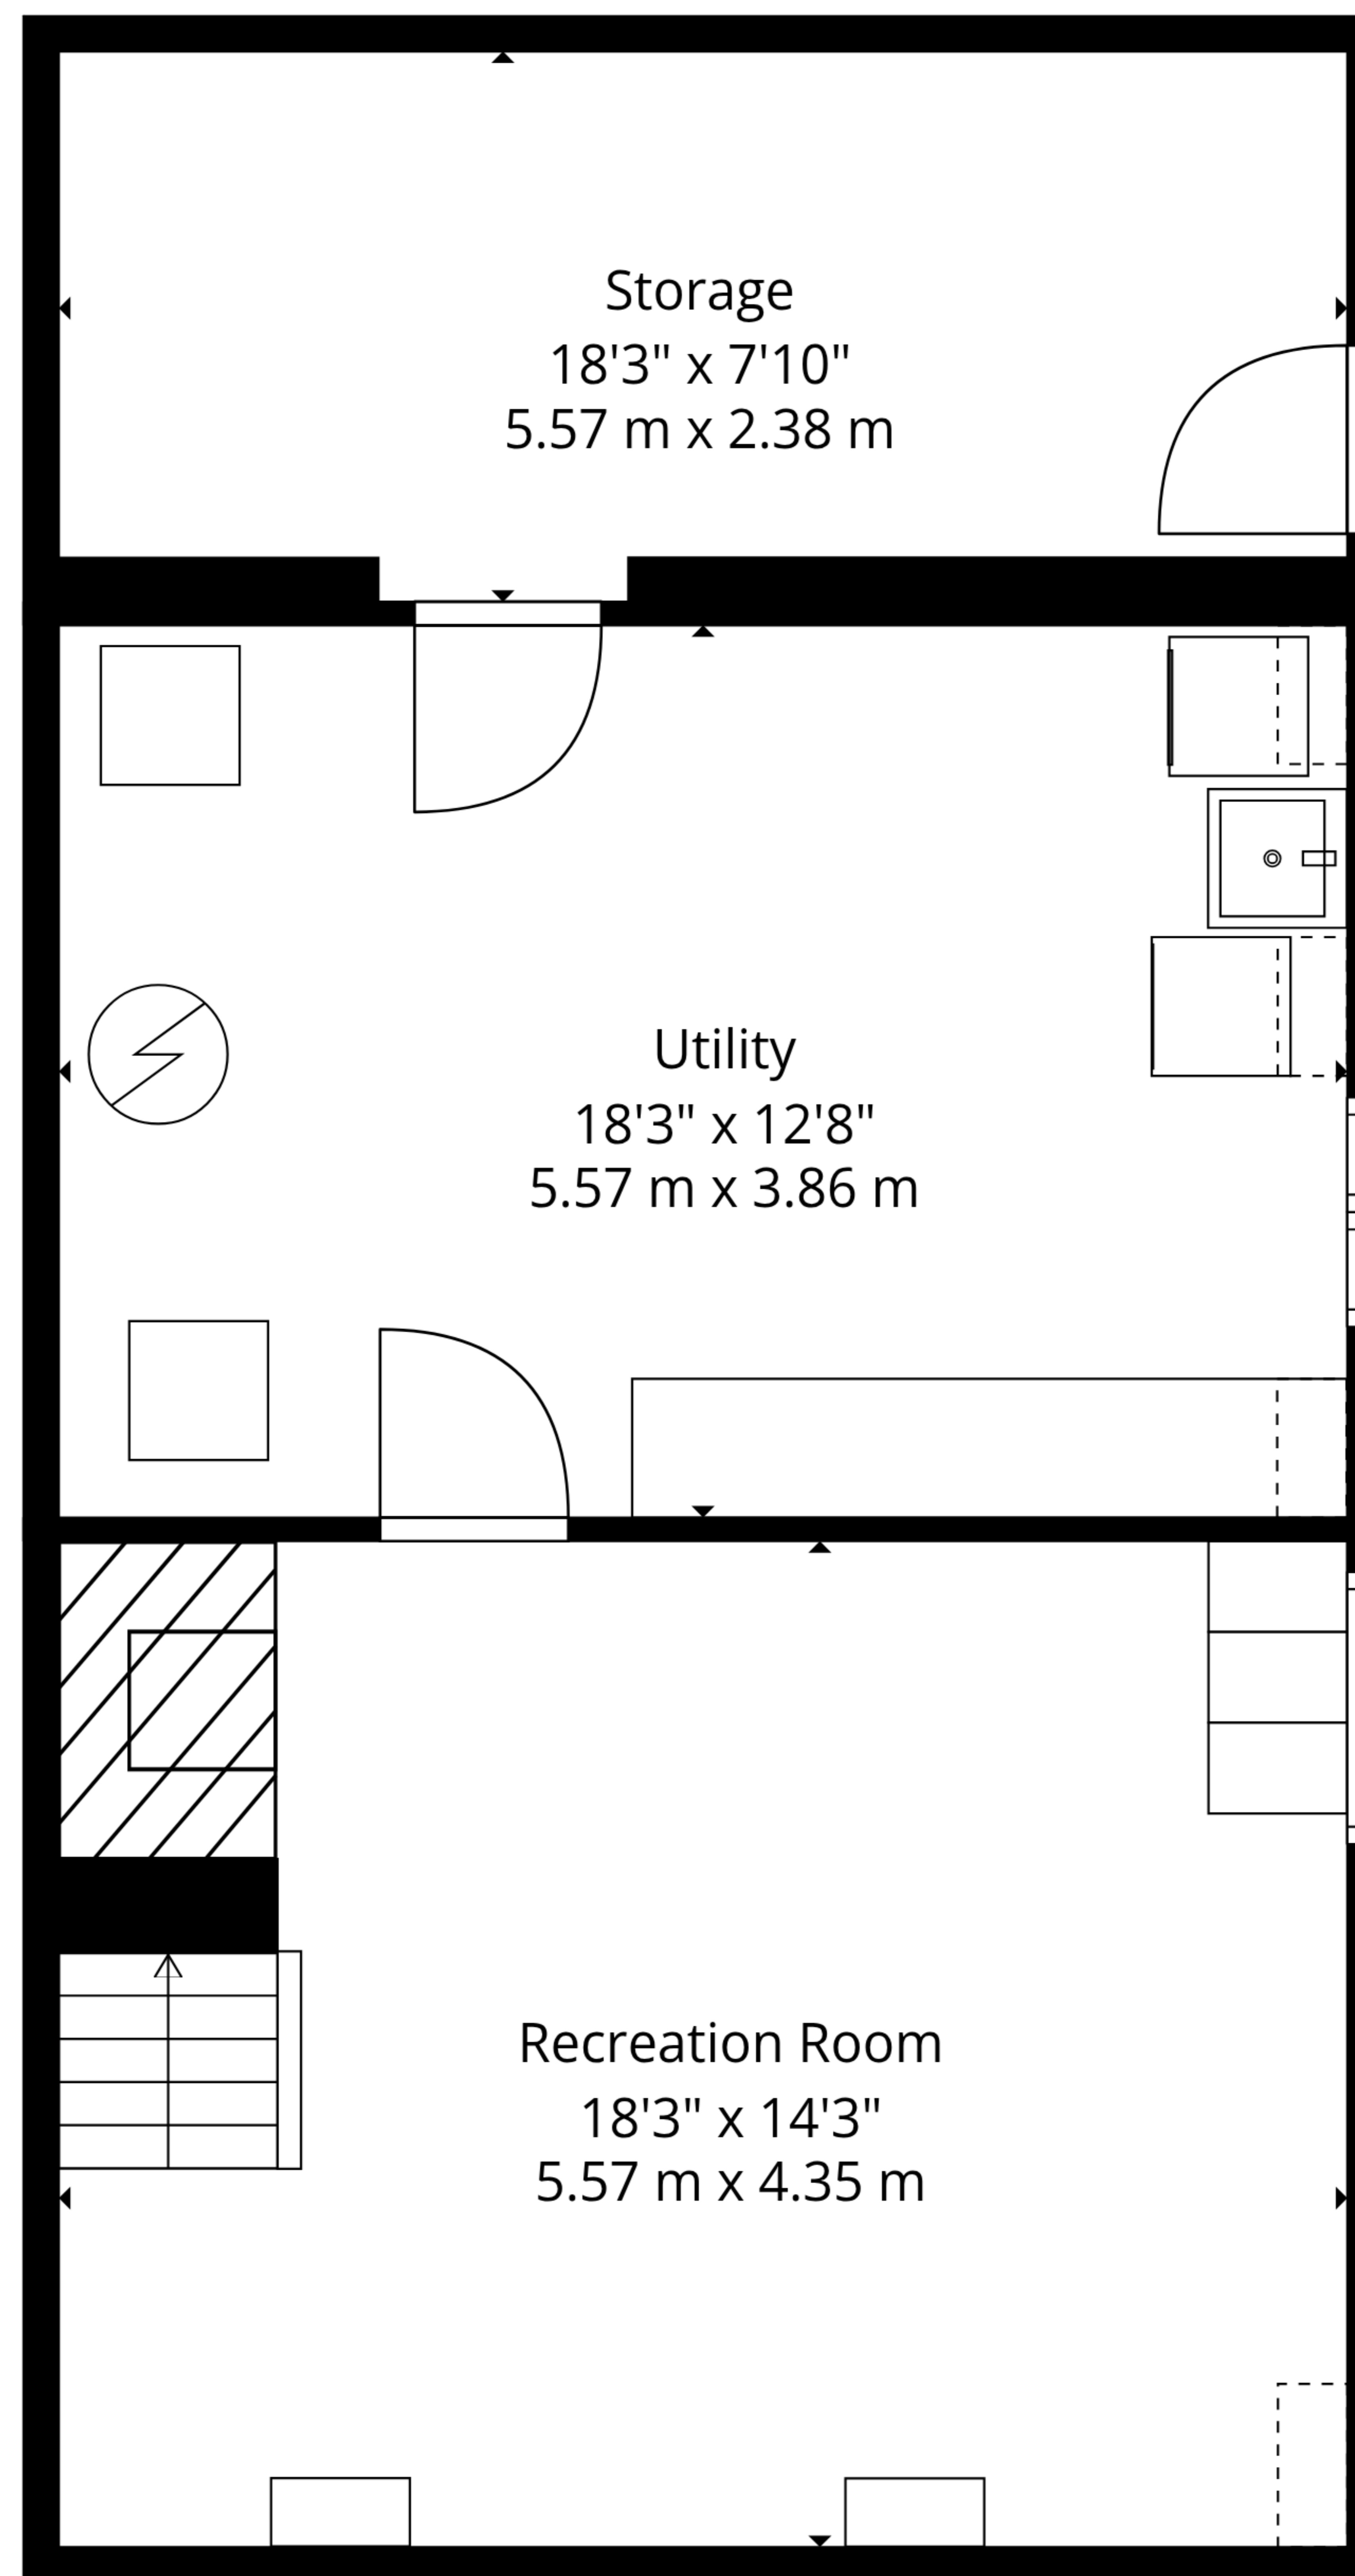 Storage
18'3" x 7'10"
5.57 m x 2.38 m
Utility
18'3" x 12'8"
5.57 m x 3.86 m
Recreation Room
18'3" x 14'3"
5.57 m x 4.35 m